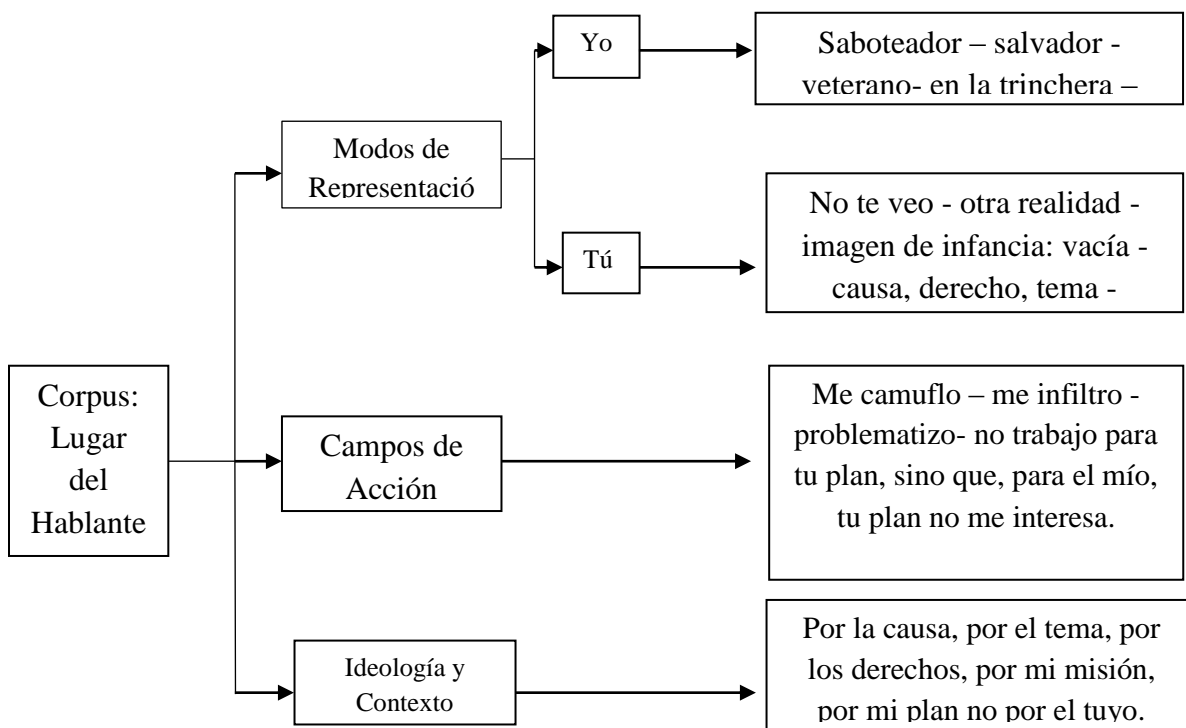 Yo
Saboteador – salvador -
veterano- en la trinchera –
Modos de
Representació
No te veo - otra realidad -
imagen de infancia: vacía -
causa, derecho, tema -
Tú
Corpus:
Lugar
del
Hablante
Campos de
Acción
Me camuflo – me infiltro -
problematizo- no trabajo para
tu plan, sino que, para el mío,
tu plan no me interesa.
Ideología y
Contexto
Por la causa, por el tema, por
los derechos, por mi misión,
por mi plan no por el tuyo.